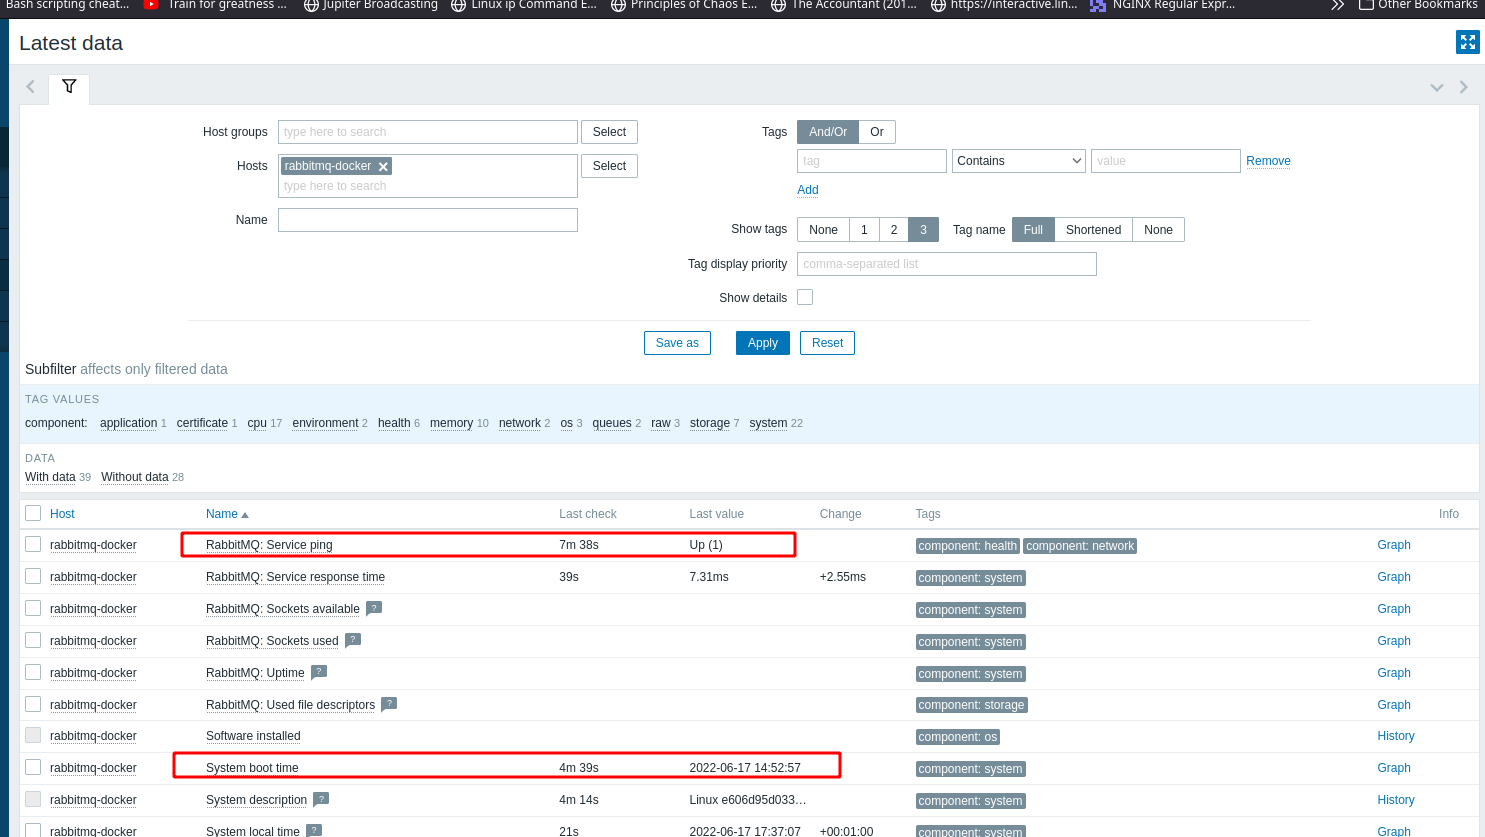 Bash scripting cheat... Train for greatness ... Jupiter Broadcasting Linux ip Command E... Principles of Chaos E... The Accountant (201... https://interactive.lin... NGINX Regular Expr... Other Bookmarks
Latest data
Host groups type here to search Select Tags And/Or Or
Hosts rabbitmq-docker Select tag Contains value Remove
type here to search
Add
Name
Show tags None 1 2 3 Tag name Full Shortened None
Tag display priority comma-separated list
Show details
Save as Apply Reset
Subfilter affects only filtered data
TAG VALUES
component: application 1 certificate 1 cpu 17 environment 2 health 6 memory 10 network 2 os 3 queues 2 raw 3 storage 7 system 22
DATA
With data 39 Without data 28
Host Name Last check Last value Change Tags Info
rabbitmq-docker RabbitMQ: Service ping 7m 38s Up (1) component: health component: network Graph
rabbitmq-docker RabbitMQ: Service response time 39s 7.31ms +2.55ms component: system Graph
rabbitmq-docker RabbitMQ: Sockets available ? component: system Graph
rabbitmq-docker RabbitMQ: Sockets used ? component: system Graph
rabbitmq-docker RabbitMQ: Uptime ? component: system Graph
rabbitmq-docker RabbitMQ: Used file descriptors ? component: storage Graph
rabbitmq-docker Software installed component: os History
rabbitmq-docker System boot time 4m 39s 2022-06-17 14:52:57 component: system Graph
rabbitmq-docker System description ? 4m 14s Linux e606d95d033... component: system History
rabbitmq-docker System local time ? 21s 2022-06-17 17:37:07 +00:01:00 component: system Graph